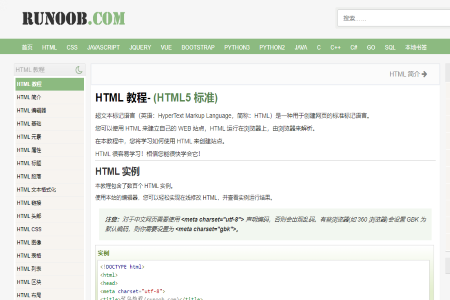 RUNOOB.COM
搜索……
首页 HTML CSS JAVASCRIPT JQUERY VUE BOOTSTRAP PYTHON3 PYTHON2 JAVA C C++ C# GO SQL 本地书签
HTML 教程
HTML 简介 →
HTML 教程
HTML 简介
HTML 编辑器
HTML 基础
HTML 元素
HTML 属性
HTML 标题
HTML 段落
HTML 文本格式化
HTML 链接
HTML 头部
HTML CSS
HTML 图像
HTML 表格
HTML 列表
HTML 区块
HTML 布局
HTML 教程- (HTML5 标准)
超文本标记语言（英语：HyperText Markup Language，简称：HTML）是一种用于创建网页的标准标记语言。
您可以使用 HTML 来建立自己的 WEB 站点，HTML 运行在浏览器上，由浏览器来解析。
在本教程中，您将学习如何使用 HTML 来创建站点。
HTML 很容易学习！相信您能很快学会它！
HTML 实例
本教程包含了数百个 HTML 实例。
使用本站的编辑器，您可以轻松实现在线修改 HTML，并查看实例运行结果。
注意：对于中文网页需要使用 <meta charset="utf-8"> 声明编码，否则会出现乱码。有些浏览器(如 360 浏览器)会设置 GBK 为
默认编码，则你需要设置为 <meta charset="gbk">。
实例
<!DOCTYPE html>
<html>
<head>
<meta charset="utf-8">